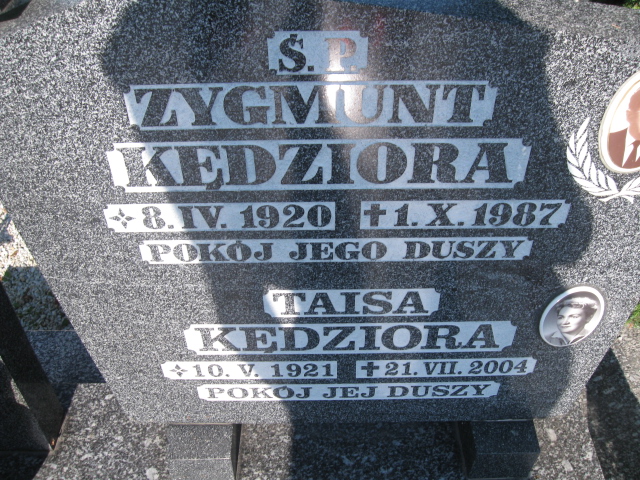 Ś. P.
ZYGMUNT
KĘDZIORA
8. IV. 1920 ✝ 1. X. 1987
POKÓJ JEGO DUSZY
TAISA
KĘDZIORA
10. V. 1921 ✝ 21. VII. 2004
POKÓJ JEJ DUSZY